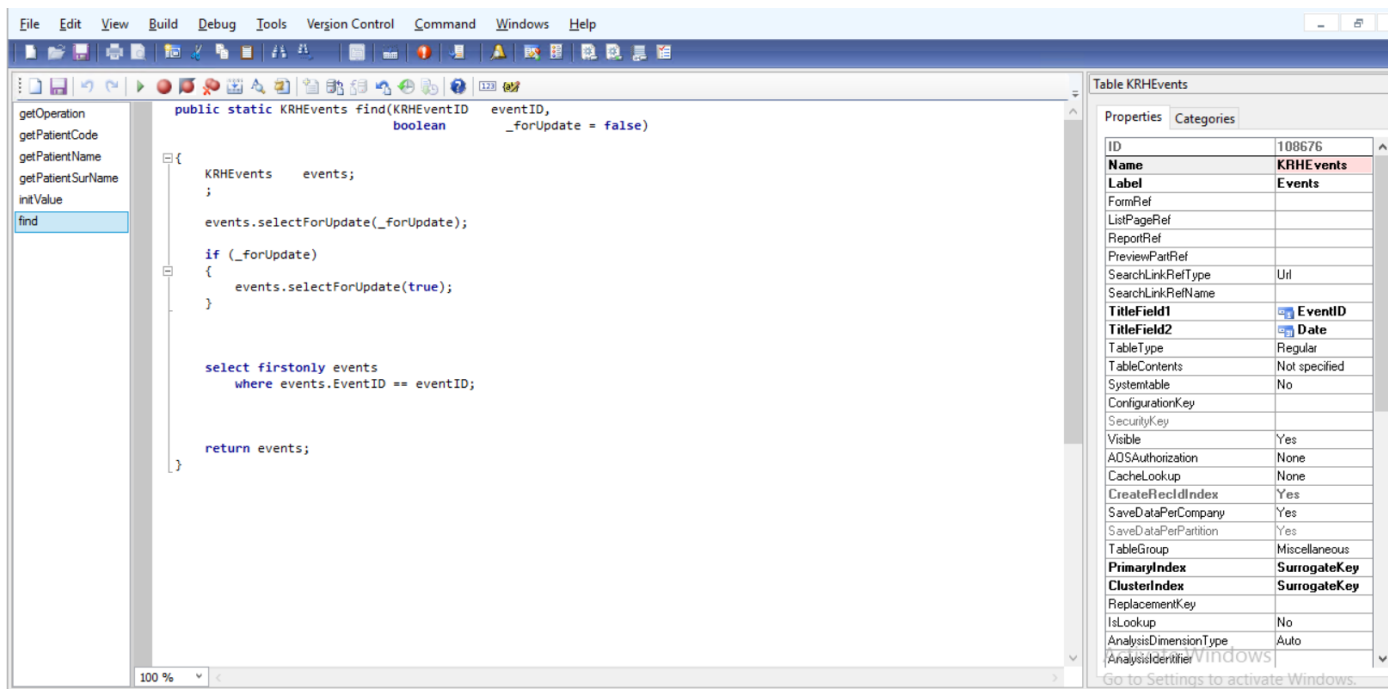 File Edit View Build Debug Tools Version Control Command Windows Help
Table KRHEvents
getOperation
getPatientCode
getPatientName
getPatientSurName
initValue
find
public static KRHEvents find(KRHEventID eventID,
boolean _forUpdate = false)
{
KRHEvents events;
;
events.selectForUpdate(_forUpdate);
if (_forUpdate)
{
events.selectForUpdate(true);
}
select firstonly events
where events.EventID == eventID;
return events;
}
100 %
Properties Categories
ID 108676
Name KRHEvents
Label Events
FormRef
ListPageRef
ReportRef
PreviewPartRef
SearchLinkRefType Url
SearchLinkRefName
TitleField1 EventID
TitleField2 Date
TableType Regular
TableContents Not specified
Systemtable No
ConfigurationKey
SecurityKey
Visible Yes
AOSAuthorization None
CacheLookup None
CreateRecIdIndex Yes
SaveDataPerCompany Yes
SaveDataPerPartition Yes
TableGroup Miscellaneous
PrimaryIndex SurrogateKey
ClusterIndex SurrogateKey
ReplacementKey
IsLookup No
AnalysisDimensionType Auto
AnalysisIdentifier
Activate Windows
Go to Settings to activate Windows.